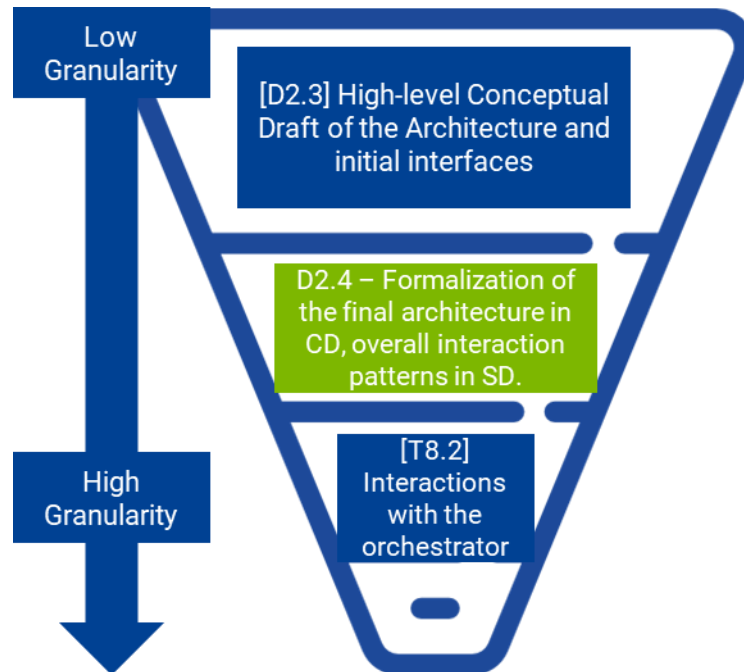 Low
Granularity
[D2.3] High-level Conceptual
Draft of the Architecture and
initial interfaces
D2.4 – Formalization of
the final architecture in
CD, overall interaction
patterns in SD.
[T8.2]
Interactions
with the
orchestrator
High
Granularity